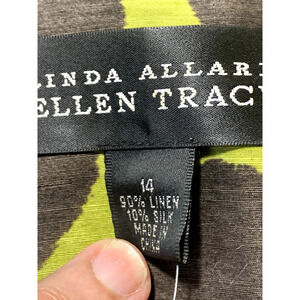 LINDA ALLARD
ELLEN TRACY
14
90% LINEN
10% SILK
MADE IN
CHINA